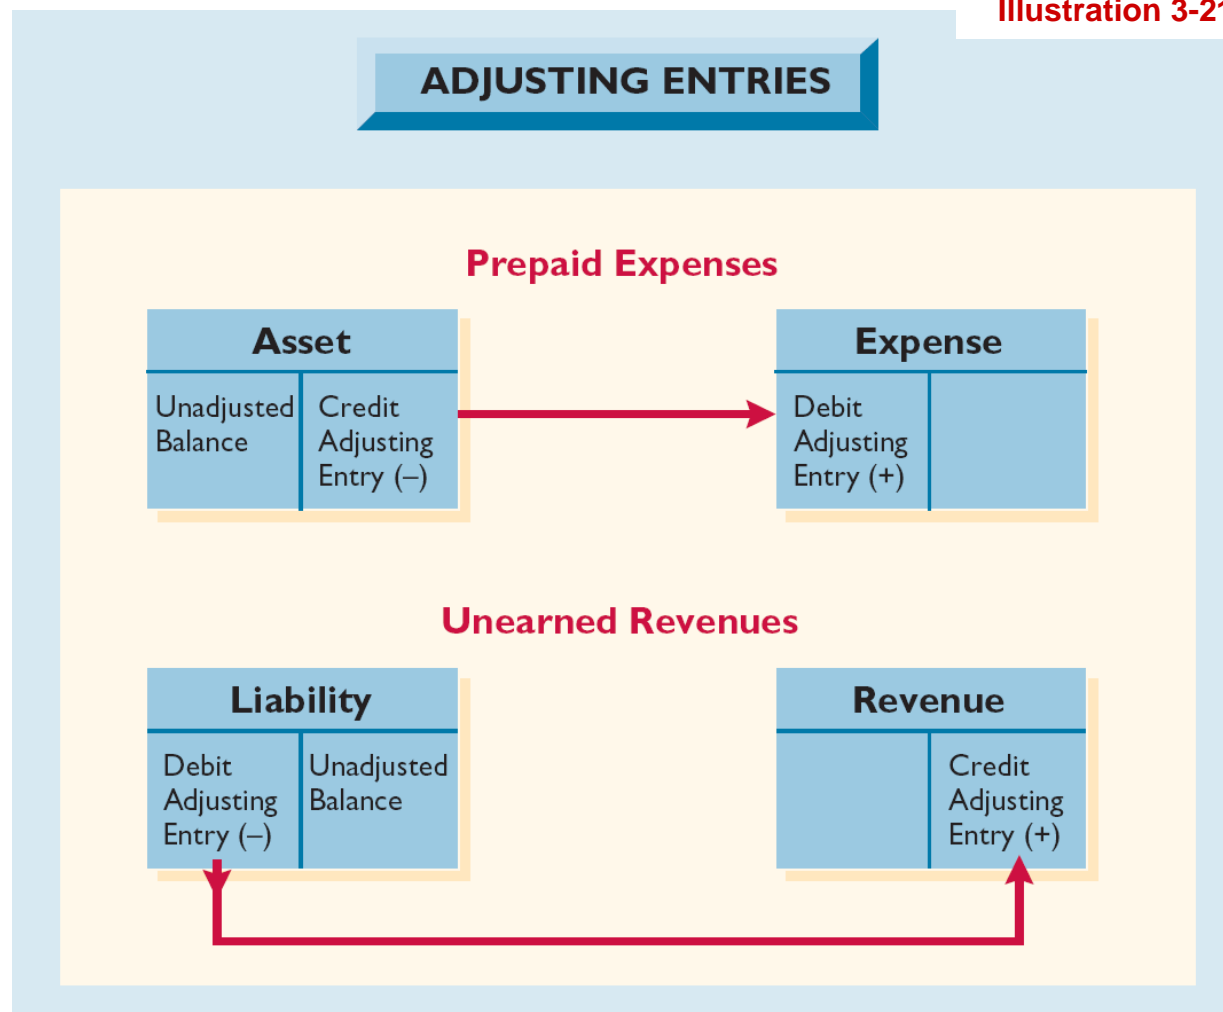 Illustration 3-21
ADJUSTING ENTRIES
Prepaid Expenses
Asset
Unadjusted
Balance
Credit
Adjusting
Entry (–)
Expense
Debit
Adjusting
Entry (+)
Unearned Revenues
Liability
Debit
Adjusting
Entry (–)
Unadjusted
Balance
Revenue
Credit
Adjusting
Entry (+)